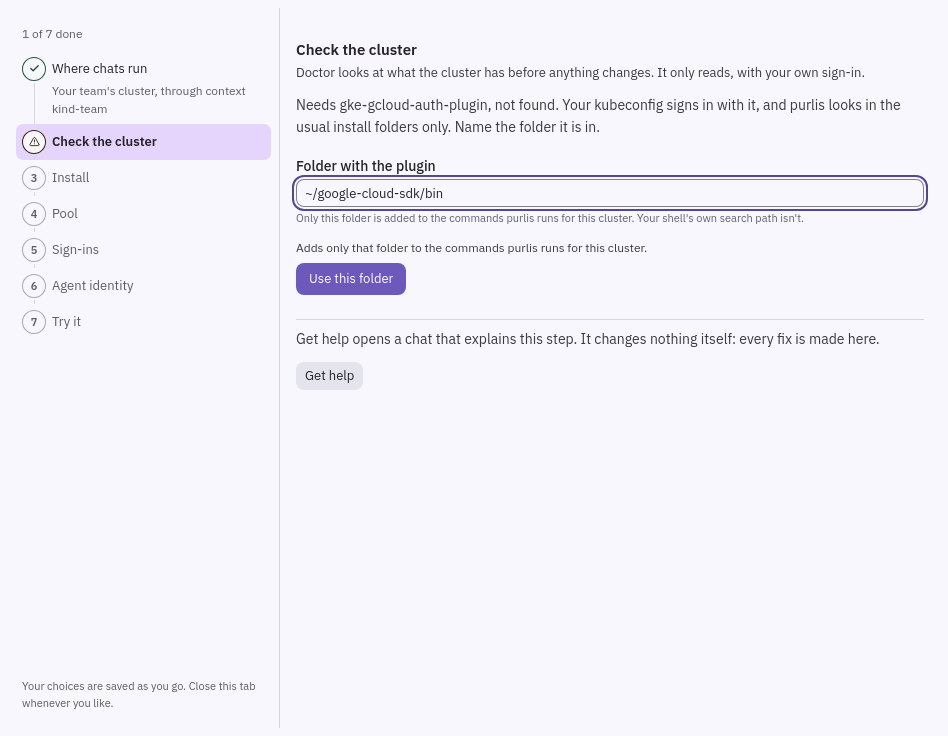 1 of 7 done
Where chats run
Your team's cluster, through context
kind-team
Check the cluster
3 Install
4 Pool
5 Sign-ins
6 Agent identity
7 Try it
Your choices are saved as you go. Close this tab
whenever you like.
Check the cluster
Doctor looks at what the cluster has before anything changes. It only reads, with your own sign-in.
Needs gke-gcloud-auth-plugin, not found. Your kubeconfig signs in with it, and purlis looks in the
usual install folders only. Name the folder it is in.
Folder with the plugin
~/google-cloud-sdk/bin
Only this folder is added to the commands purlis runs for this cluster. Your shell's own search path isn't.
Adds only that folder to the commands purlis runs for this cluster.
Use this folder
Get help opens a chat that explains this step. It changes nothing itself: every fix is made here.
Get help